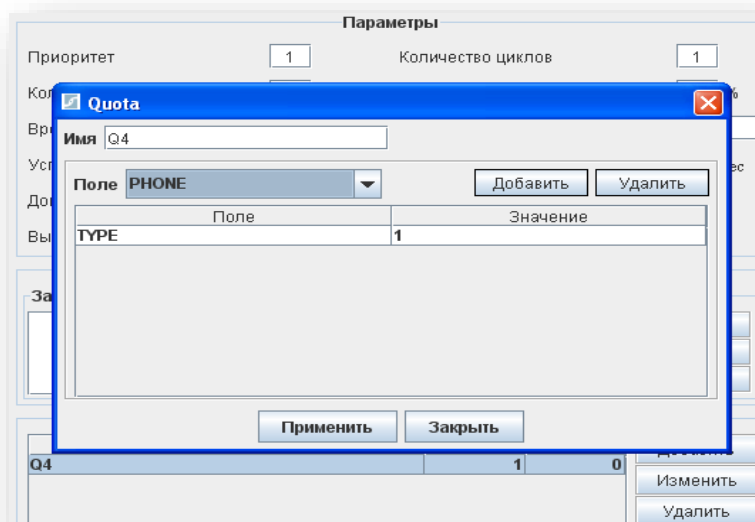 Параметры
Приоритет 1 Количество циклов 1
Quota
Имя Q4
Поле PHONE Добавить Удалить
Поле Значение
TYPE 1
Применить Закрыть
Q4 1 0
Изменить
Удалить